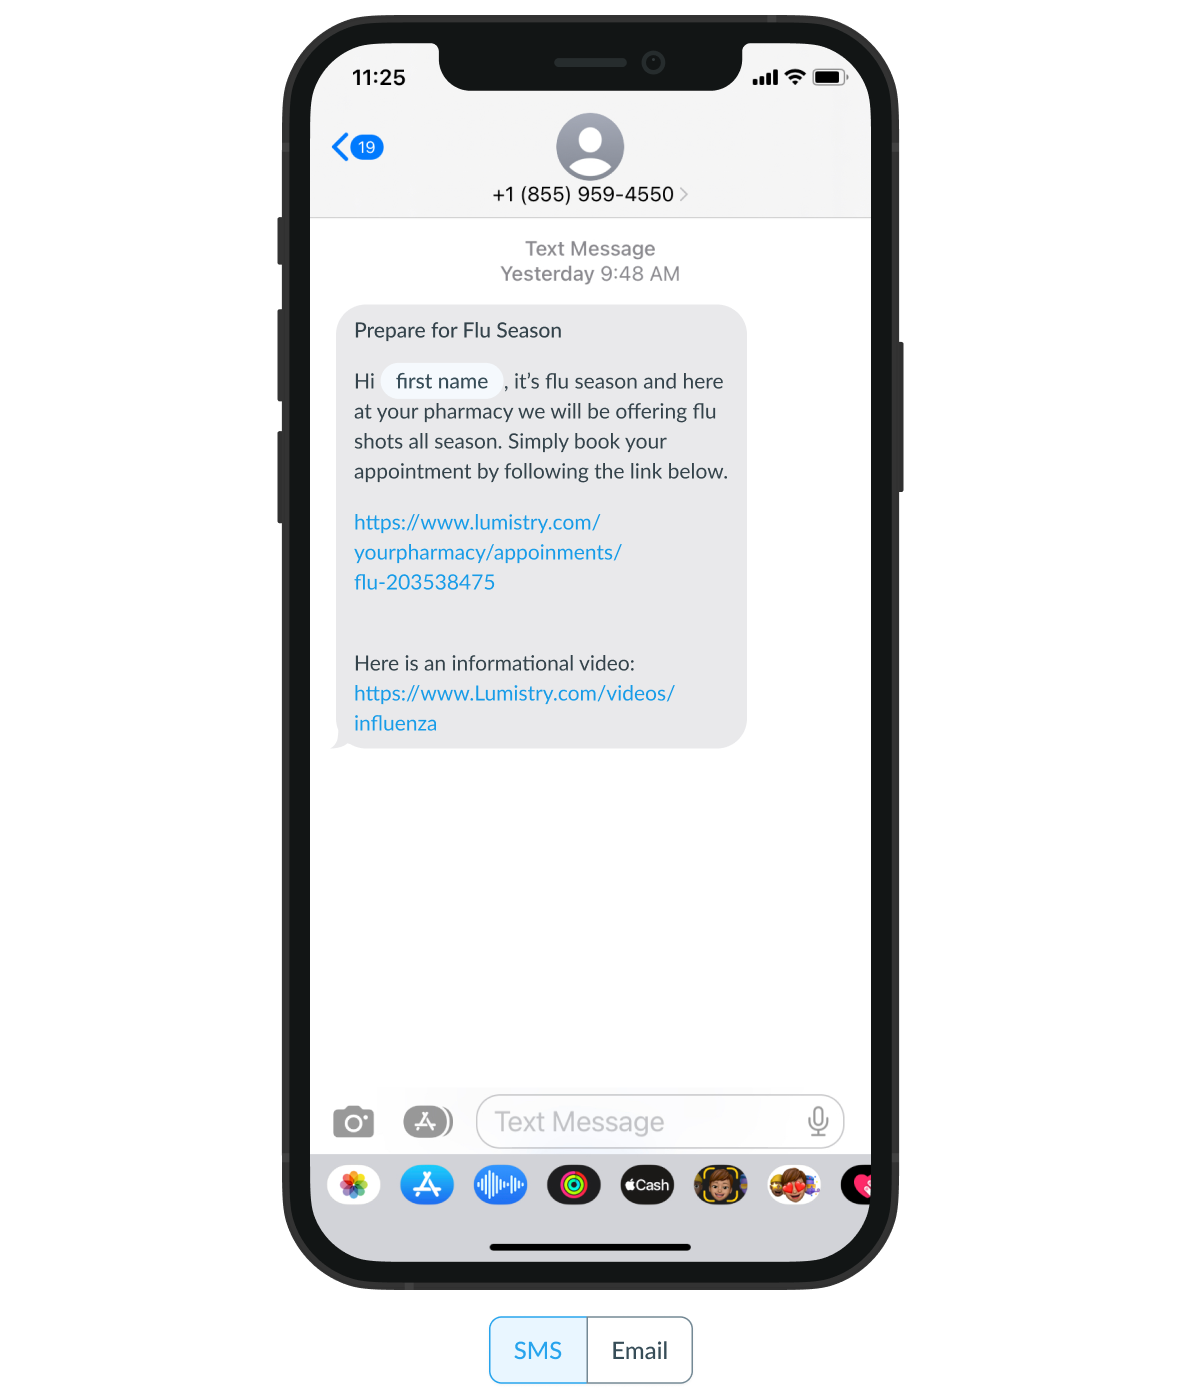 11:25
19
+1 (855) 959-4550
Text Message
Yesterday 9:48 AM
Prepare for Flu Season
Hi first name , it’s flu season and here
at your pharmacy we will be offering flu
shots all season. Simply book your
appointment by following the link below.
https://www.lumistry.com/
yourpharmacy/appoinments/
flu-203538475
Here is an informational video:
https://www.Lumistry.com/videos/
influenza
Text Message
Cash
SMS Email